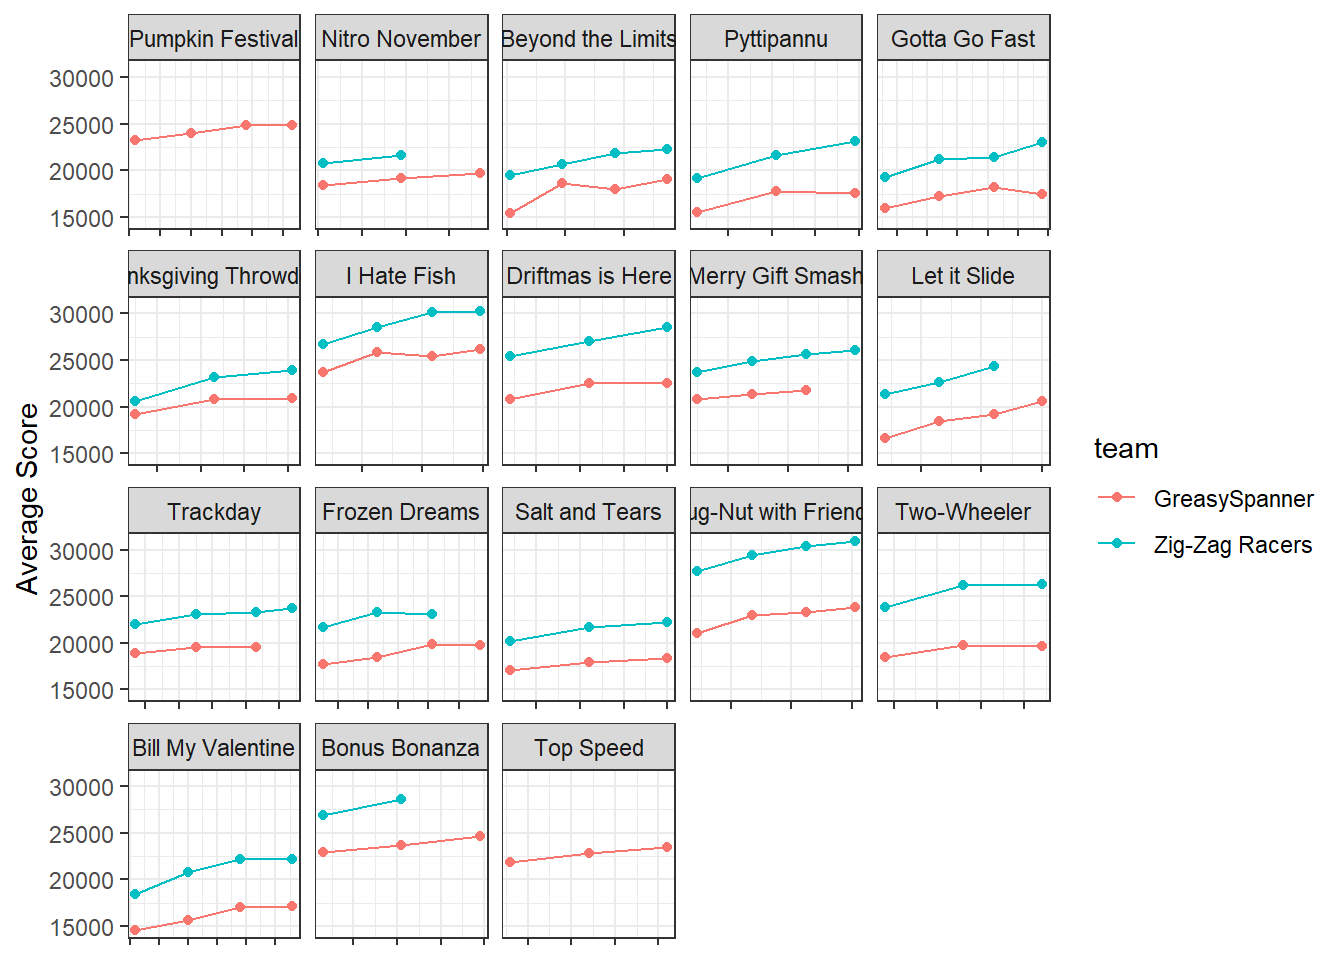 Pumpkin Festival Nitro November Beyond the Limits Pyttipannu Gotta Go Fast
30000
25000
20000
15000
nksgiving Throwd I Hate Fish Driftmas is Here Merry Gift Smash Let it Slide
30000
25000
20000
15000
Trackday Frozen Dreams Salt and Tears ug-Nut with Friend Two-Wheeler
30000
25000
20000
15000
Bill My Valentine Bonus Bonanza Top Speed
30000
25000
20000
15000
Average Score
team
GreasySpanner
Zig-Zag Racers